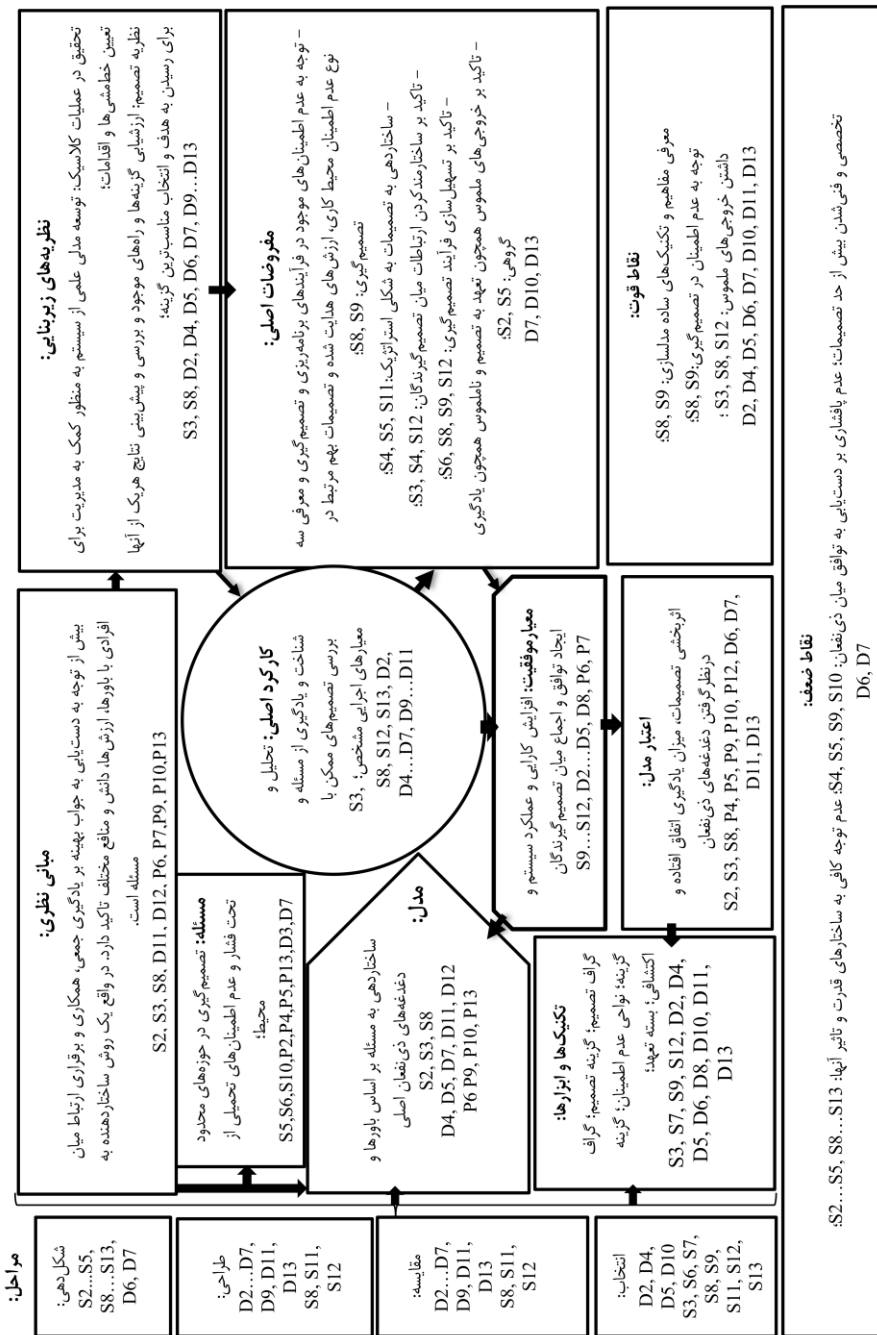 مراحل:
شکل‌دهی:
S2...S5,
S8...S13,
D6, D7
طراحی:
D2...D7,
D9, D11,
D13
S8, S11,
S12
مقایسه:
D2...D7,
D9, D11,
D13
S8, S11,
S12
انتخاب:
D2, D4,
D5, D10
S3, S6, S7,
S8, S9,
S11, S12,
S13
مبانی نظری:
بیش از توجه به دست‌یابی به جواب بهینه بر یادگیری جمعی، همکاری و برقراری ارتباط میان
افرادی با باورها، ارزش‌ها، دانش و منافع مختلف تاکید دارد. در واقع یک روش ساختاردهنده به
مسئله است.
S2, S3, S8, D11, D12, P6, P7,P9, P10,P13
مسئله: تصمیم‌گیری در حوزه‌های محدود
تحت فشار و عدم اطمینان‌های تحمیلی از
محیط:
S5,S6,S10,P2,P4,P5,P13,D3,D7
مدل:
ساختاردهی به مسئله بر اساس باورها و
دغدغه‌های ذی‌نفعان اصلی
S2, S3, S8
D4, D5, D7, D11, D12
P6 P9, P10, P13
تکنیک‌ها و ابزارها:
گراف تصمیم؛ گزینه تصمیم؛ گراف
گزینه؛ نواحی عدم اطمینان؛ گزینه
اکتشافی؛ بسته تعهد؛
S3, S7, S9, S12, D2, D4,
D5, D6, D8, D10, D11,
D13
کارکرد اصلی: تحلیل و
شناخت و یادگیری از مسئله و
بررسی تصمیم‌های ممکن با
معیارهای اجرایی مشخص؛ S3,
S8, S12, S13, D2,
D4...D7, D9...D11
معیارموفقیت: افزایش کارایی و عملکرد سیستم و
ایجاد توافق و اجماع میان تصمیم‌گیرندگان
S9...S12, D2...D5, D8, P6, P7
اعتبار مدل:
اثربخشی تصمیمات، میزان یادگیری اتفاق افتاده و
درنظرگرفتن دغدغه‌های ذی‌نفعان
S2, S3, S8, P4, P5, P9, P10, P12, D6, D7,
D11, D13
نظریه‌های زیربنایی:
تحقیق در عملیات کلاسیک: توسعه مدلی علمی از سیستم به منظور کمک به مدیریت برای
تعیین خط‌مشی‌ها و اقدامات:
نظریه تصمیم: ارزشیابی گزینه‌ها و راه‌های موجود و بررسی و پیش‌بینی نتایج هریک از آنها
برای رسیدن به هدف و انتخاب مناسب‌ترین گزینه:
S3, S8, D2, D4, D5, D6, D7, D9...D13
مفروضات اصلی:
– توجه به عدم اطمینان‌های موجود در فرآیندهای برنامه‌ریزی و تصمیم‌گیری و معرفی سه
نوع عدم اطمینان محیط کاری، ارزش‌های هدایت شده و تصمیمات بهم مرتبط در
تصمیم‌گیری: S8, S9:
– ساختاردهی به تصمیمات به شکلی استراتژیک:S4, S5, S11:
– تاکید بر ساختارمندکردن ارتباطات میان تصمیم‌گیرندگان: S3, S4, S12:
– تاکید بر تسهیل‌سازی فرآیند تصمیم‌گیری: S6, S8, S9, S12:
– تاکید بر خروجی‌های ملموس همچون تعهد به تصمیم و ناملموس همچون یادگیری
گروهی: S2, S5:
D7, D10, D13
نقاط قوت:
معرفی مفاهیم و تکنیک‌های ساده مدلسازی: S8, S9:
توجه به عدم اطمینان در تصمیم‌گیری:S8, S9:
داشتن خروجی‌های ملموس: S3, S8, S12 :
D2, D4, D5, D6, D7, D10, D11, D13
نقاط ضعف:
تخصصی و فنی‌شدن بیش از حد تصمیمات؛ عدم پافشاری بر دست‌یابی به توافق میان ذی‌نفعان: S4, S5, S9, S10؛ عدم توجه کافی به ساختارهای قدرت و تاثیر آنها: S2...S5, S8...S13:
D6, D7